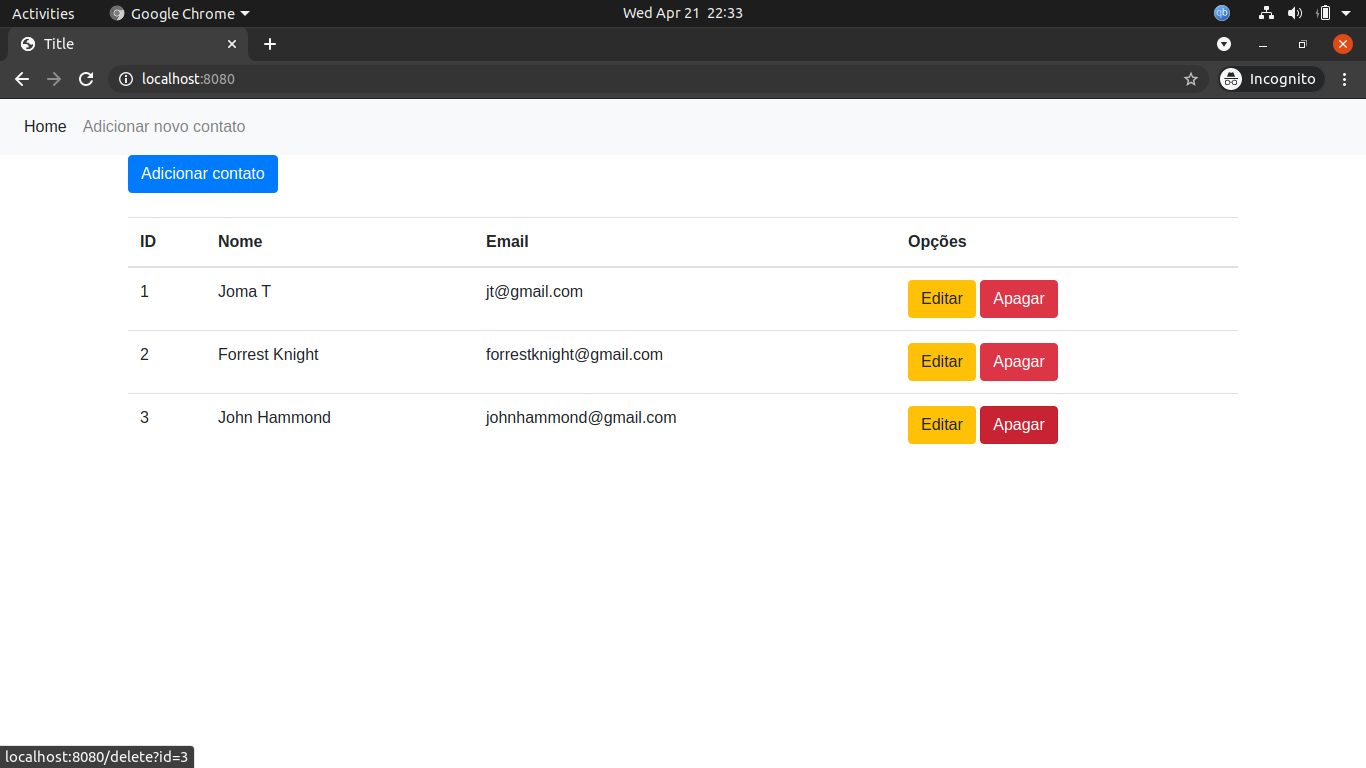 Activities Google Chrome Wed Apr 21 22:33 qb
Title
localhost:8080 Incognito
Home Adicionar novo contato
Adicionar contato
ID Nome Email Opções
1 Joma T jt@gmail.com Editar Apagar
2 Forrest Knight forrestknight@gmail.com Editar Apagar
3 John Hammond johnhammond@gmail.com Editar Apagar
localhost:8080/delete?id=3